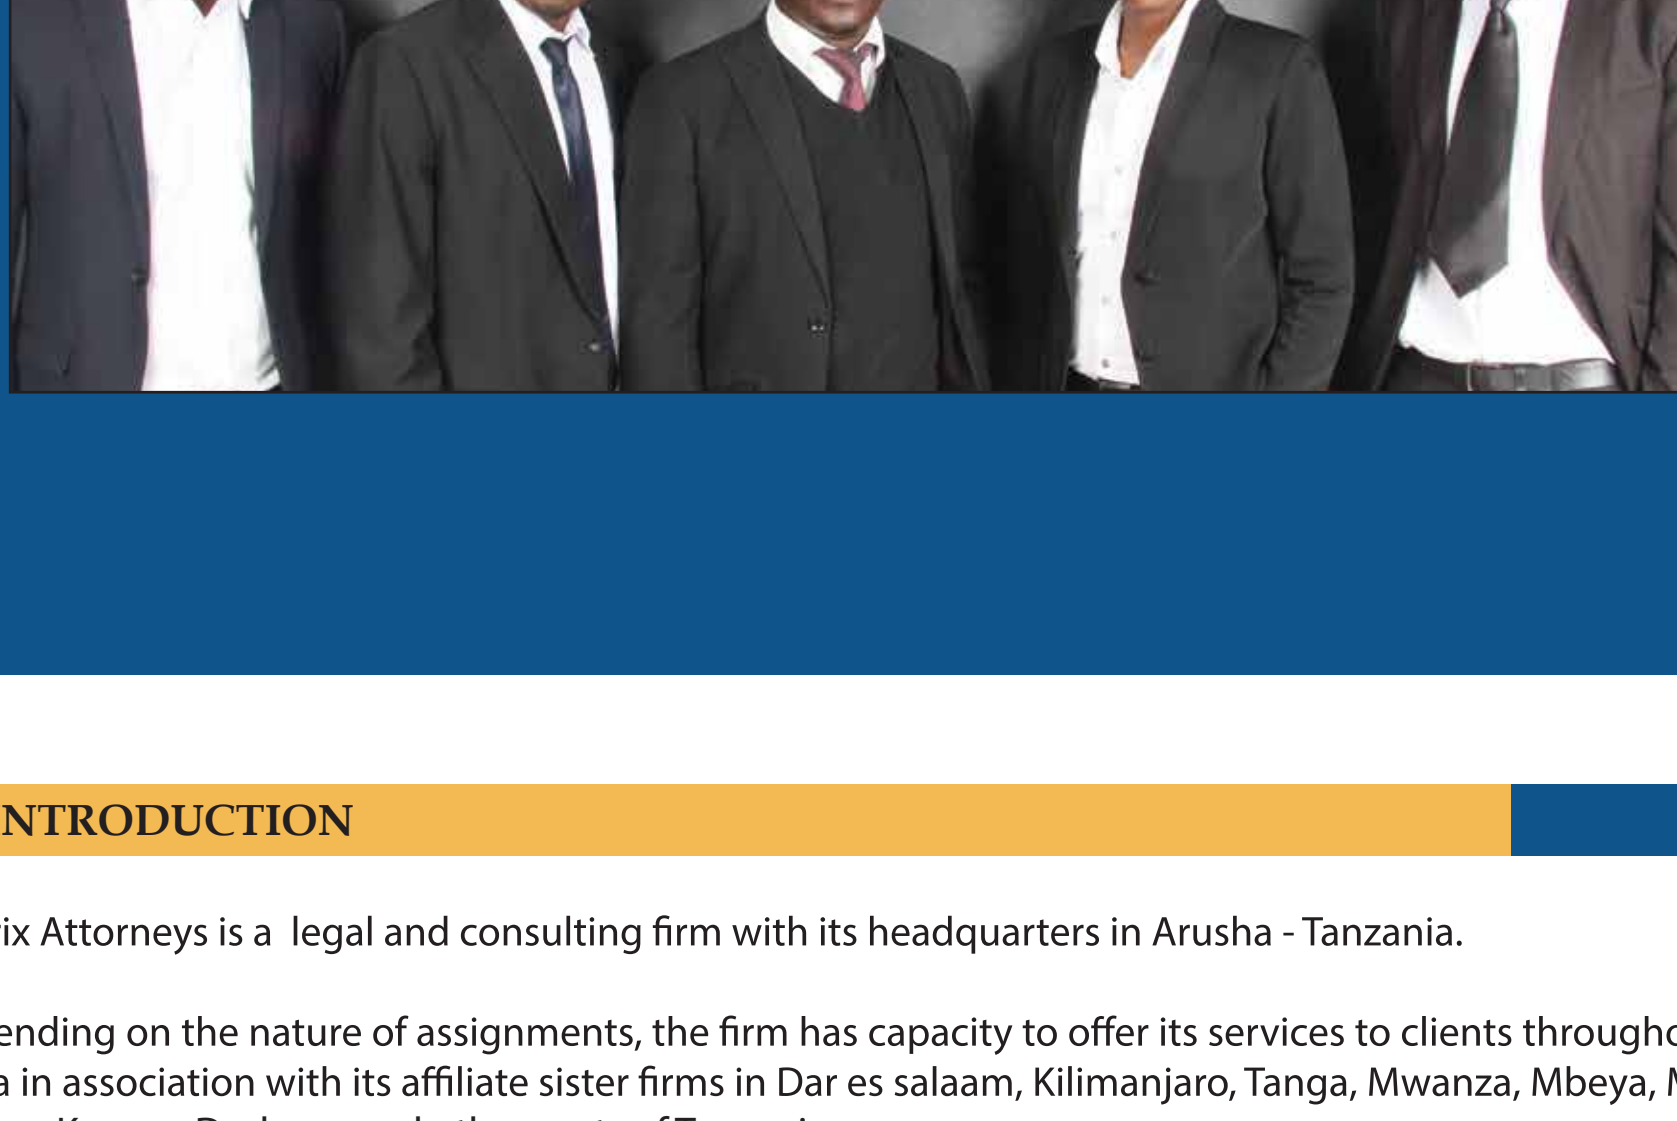 NTRODUCTION
ix Attorneys is a legal and consulting firm with its headquarters in Arusha - Tanzania.
ending on the nature of assignments, the firm has capacity to offer its services to clients
in association with its affiliate sister firms in Dar es salaam, Kilimanjaro, Tanga, Mwanza, Mbeya,